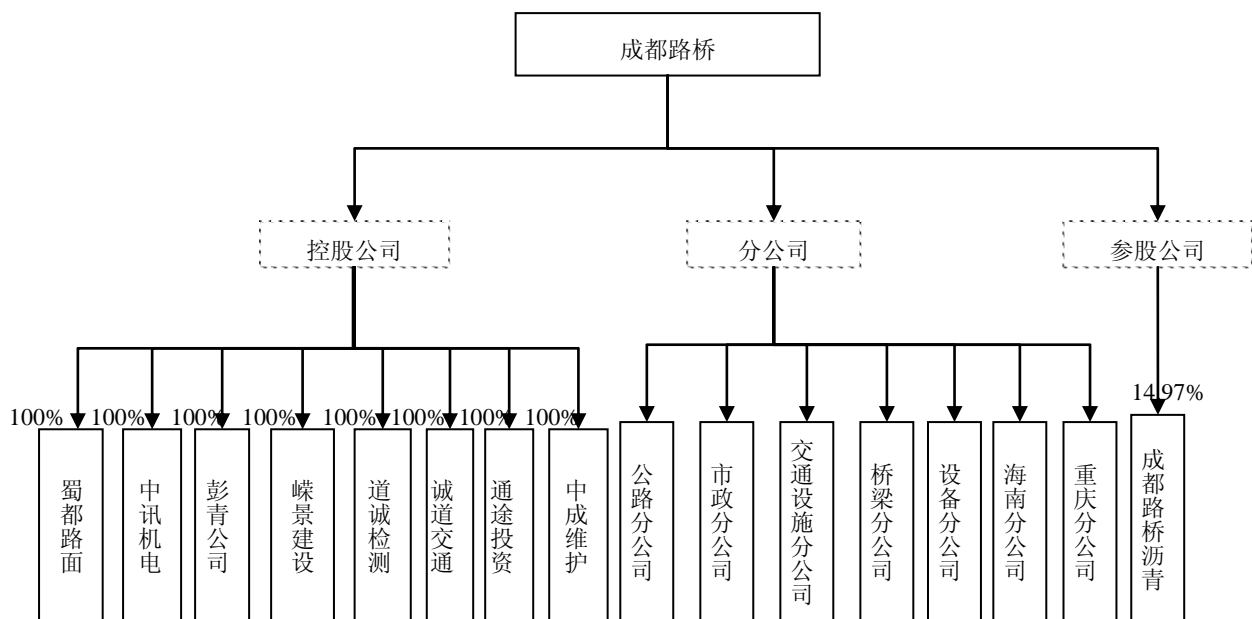 成都路桥
控股公司
分公司
参股公司
100%
100%
100%
100%
100%
100%
100%
100%
14.97%
蜀都路面
中讯机电
彭青公司
嵘景建设
道诚检测
诚道交通
通途投资
中成维护
公路分公司
市政分公司
交通设施分公司
桥梁分公司
设备分公司
海南分公司
重庆分公司
成都路桥沥青